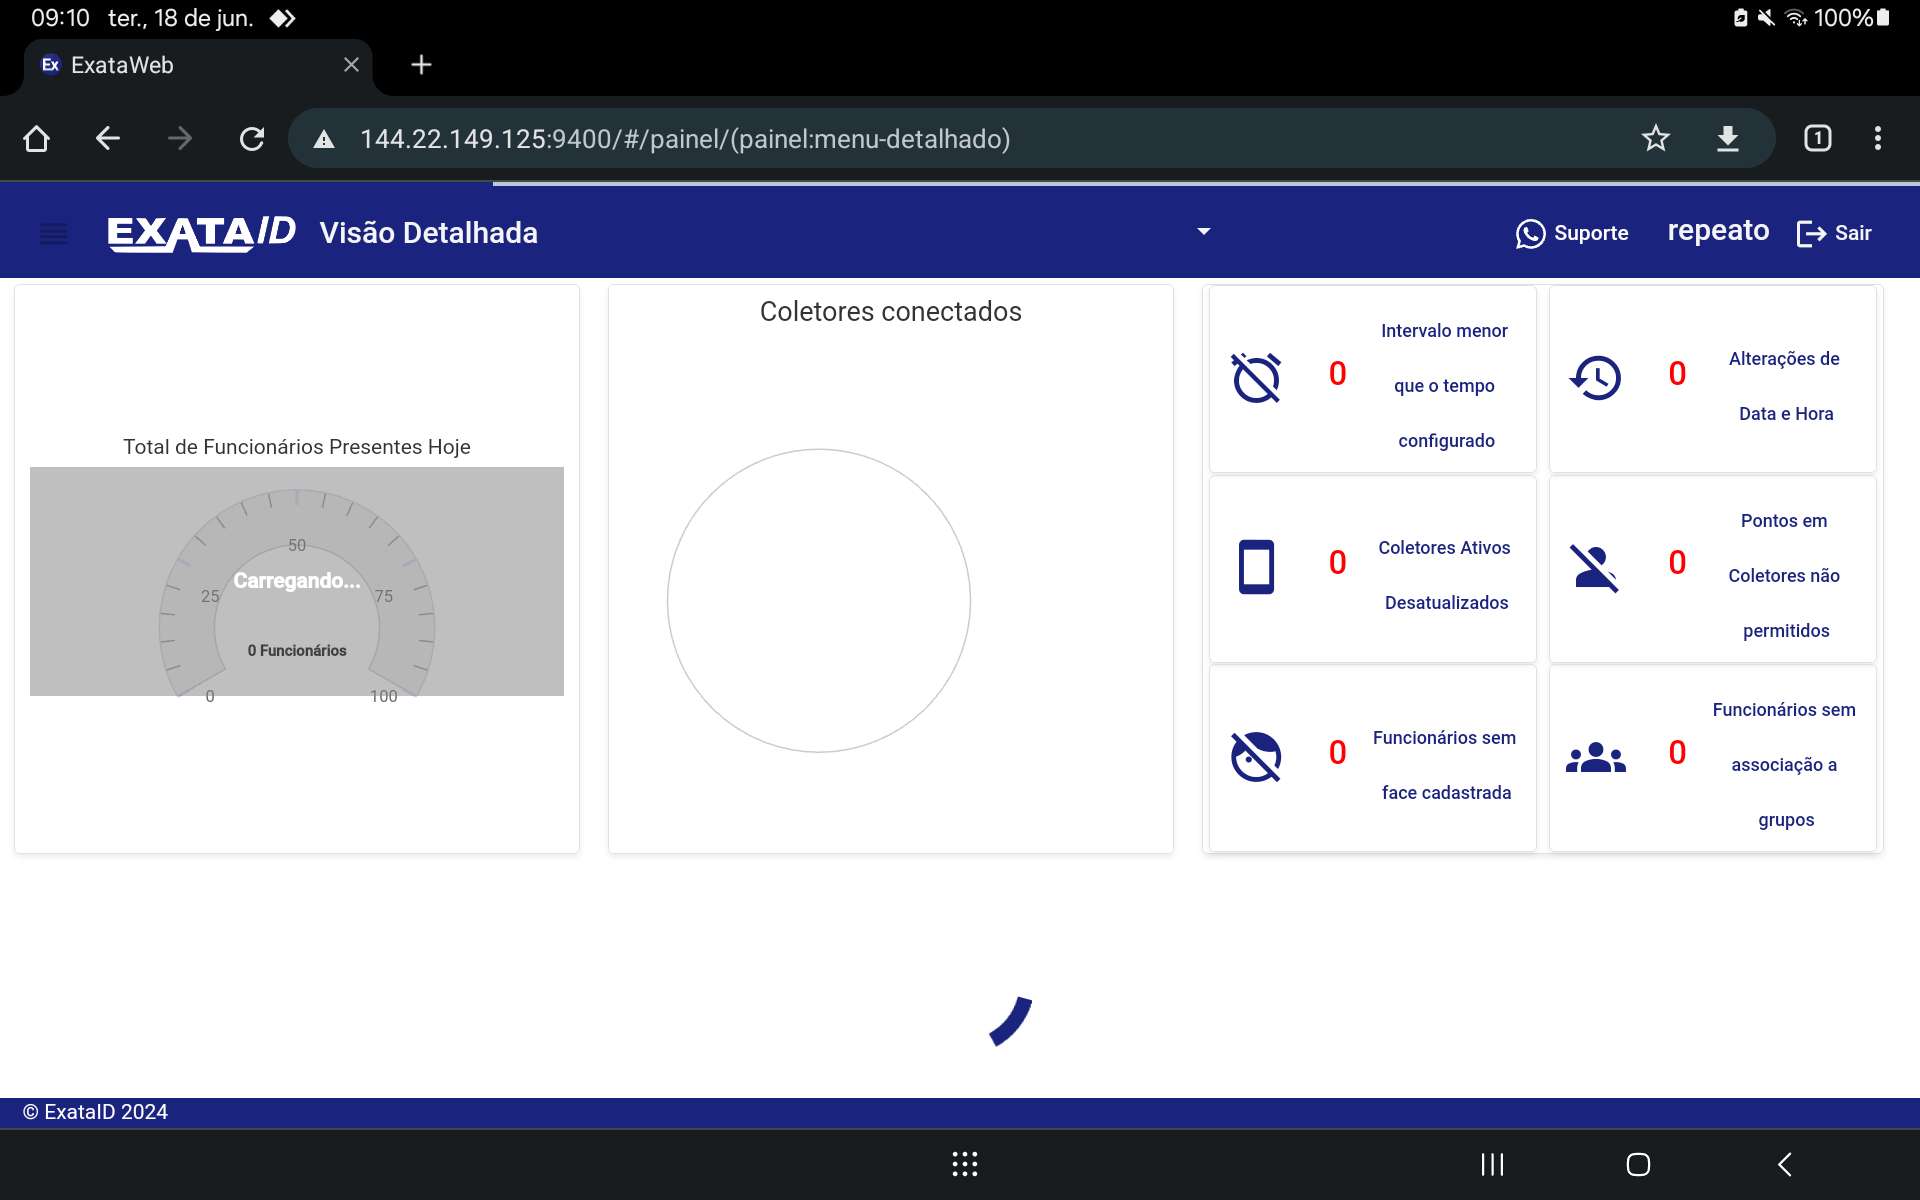 09:10 ter., 18 de jun.
100%
Ex ExataWeb
144.22.149.125:9400/#/painel/(painel:menu-detalhado)
1
EXATAID Visão Detalhada
Suporte
repeato
Sair
Total de Funcionários Presentes Hoje
50
Carregando...
25
75
0 Funcionários
0
100
Coletores conectados
0
Intervalo menor
que o tempo
configurado
0
Alterações de
Data e Hora
0
Coletores Ativos
Desatualizados
0
Pontos em
Coletores não
permitidos
0
Funcionários sem
face cadastrada
0
Funcionários sem
associação a
grupos
© ExataID 2024